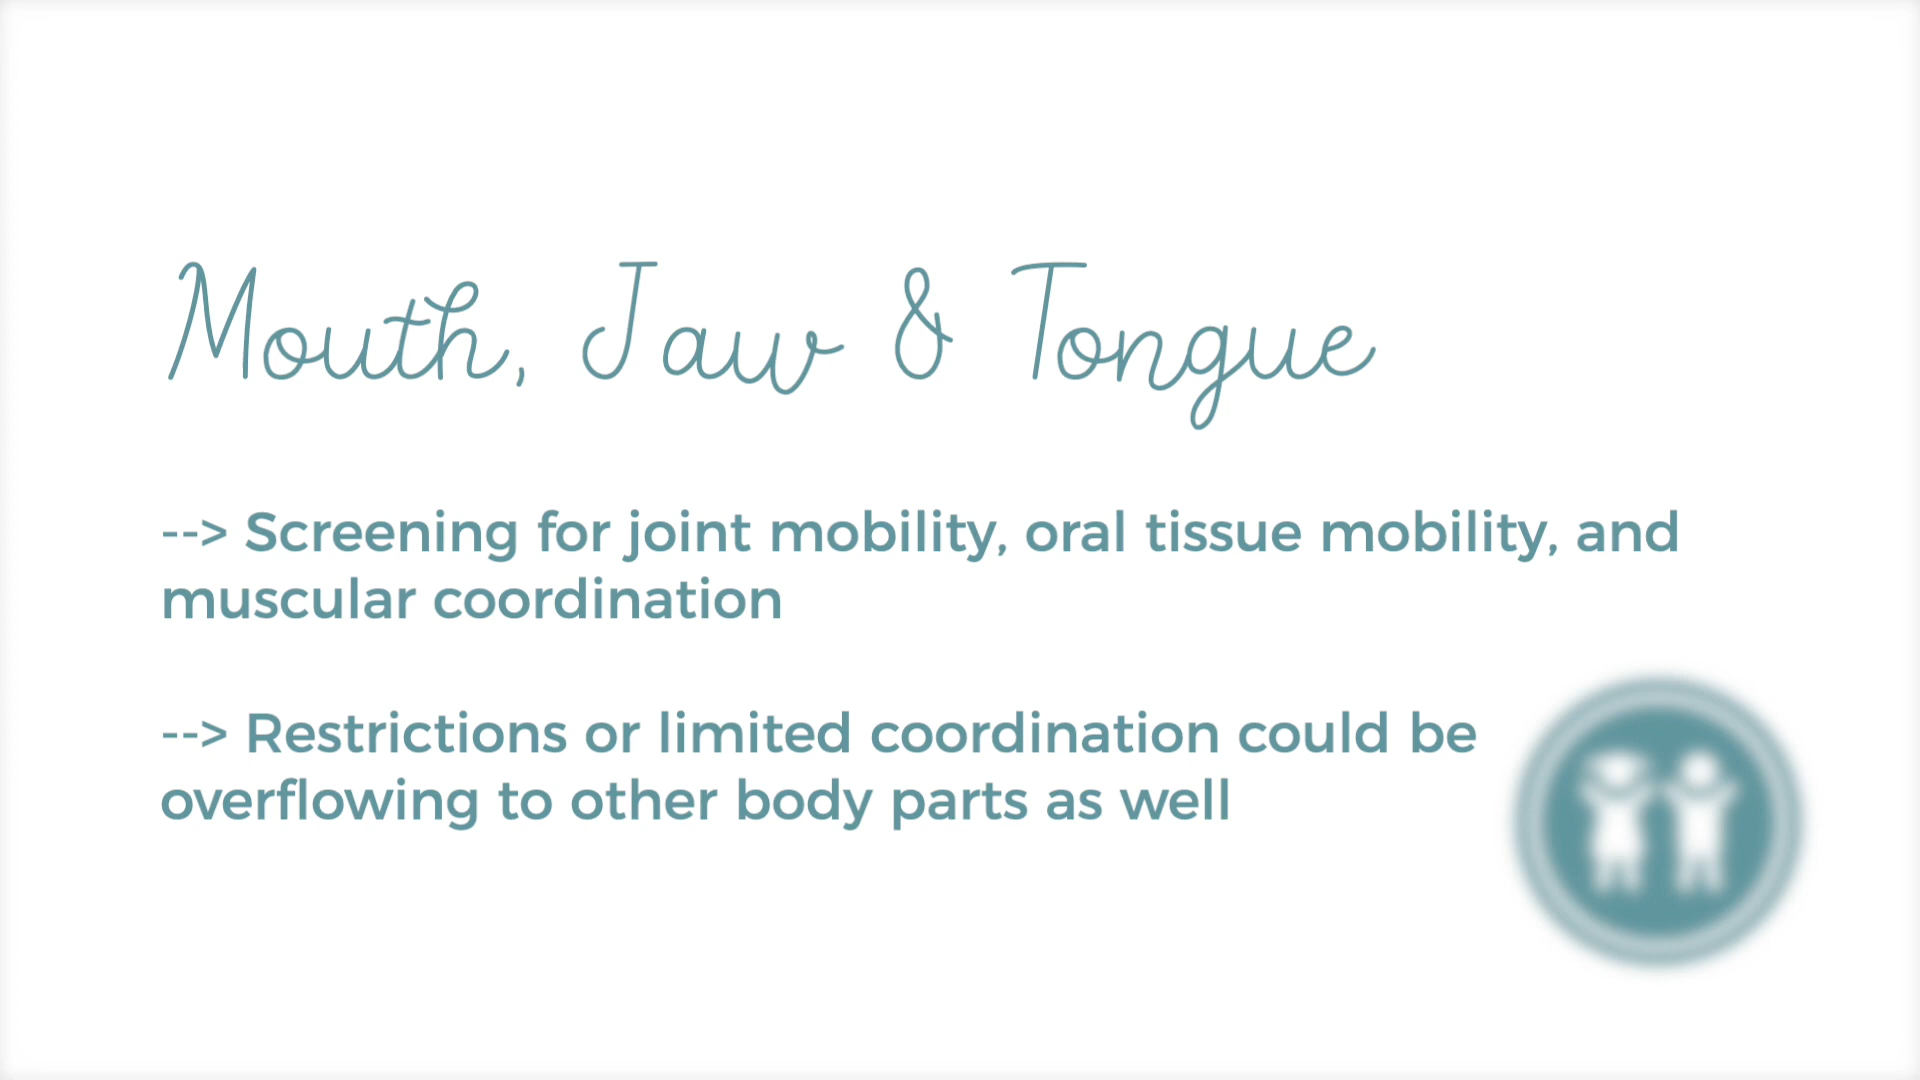 Mouth, Jaw & Tongue
--> Screening for joint mobility, oral tissue mobility, and
muscular coordination
--> Restrictions or limited coordination could be
overflowing to other body parts as well